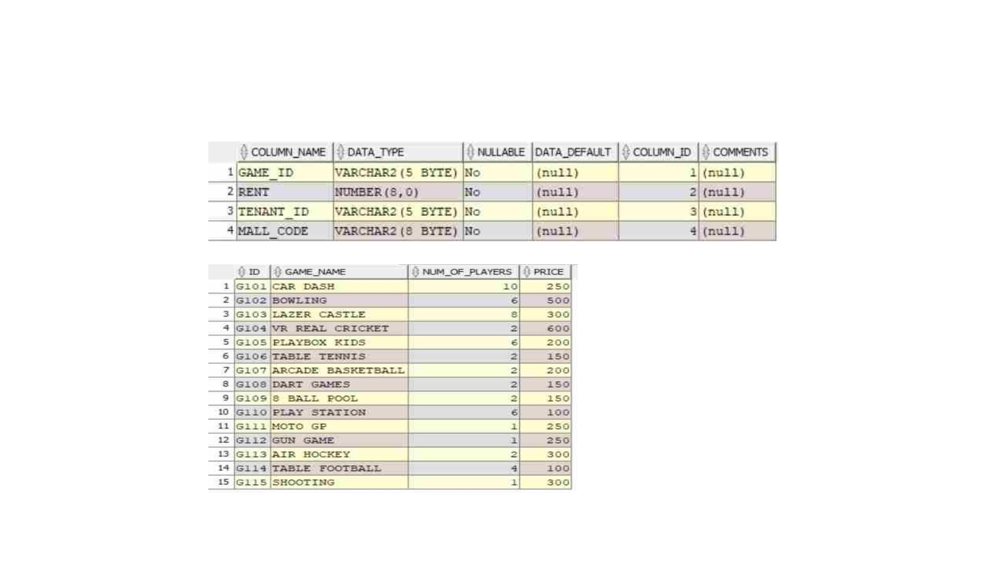 COLUMN_NAME DATA_TYPE NULLABLE DATA_DEFAULT COLUMN_ID COMMENTS
1 GAME_ID VARCHAR2(5 BYTE) No (null) 1 (null)
2 RENT NUMBER(8,0) No (null) 2 (null)
3 TENANT_ID VARCHAR2(5 BYTE) No (null) 3 (null)
4 MALL_CODE VARCHAR2(8 BYTE) No (null) 4 (null)
ID GAME_NAME NUM_OF_PLAYERS PRICE
1 G101 CAR DASH 10 250
2 G102 BOWLING 6 500
3 G103 LAZER CASTLE 8 300
4 G104 VR REAL CRICKET 2 600
5 G105 PLAYBOX KIDS 6 200
6 G106 TABLE TENNIS 2 150
7 G107 ARCADE BASKETBALL 2 200
8 G108 DART GAMES 2 150
9 G109 8 BALL POOL 2 150
10 G110 PLAY STATION 6 100
11 G111 MOTO GP 1 250
12 G112 GUN GAME 1 250
13 G113 AIR HOCKEY 2 300
14 G114 TABLE FOOTBALL 4 100
15 G115 SHOOTING 1 300